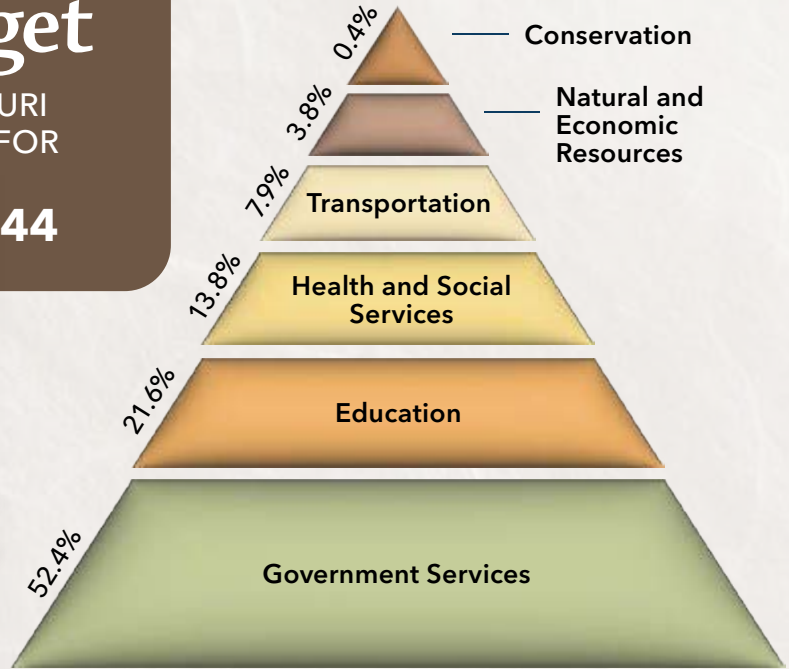 get
URI
FOR
44
0.4%
Conservation
3.8%
Natural and
Economic
Resources
7.9%
Transportation
13.8%
Health and Social
Services
21.6%
Education
52.4%
Government Services